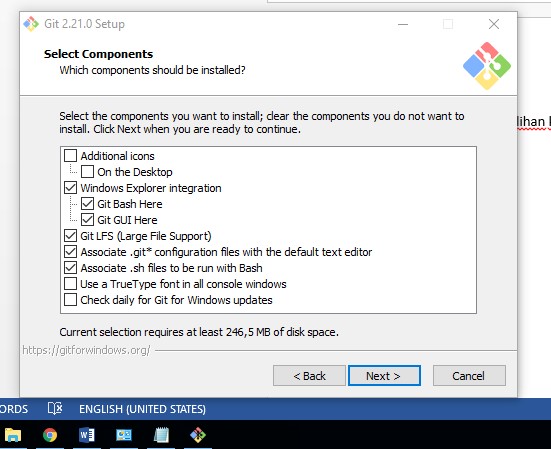 Git 2.21.0 Setup
Select Components
Which components should be installed?
Select the components you want to install; clear the components you do not want to
install. Click Next when you are ready to continue.
lihan
Additional icons
On the Desktop
Windows Explorer integration
Git Bash Here
Git GUI Here
Git LFS (Large File Support)
Associate .git* configuration files with the default text editor
Associate .sh files to be run with Bash
Use a TrueType font in all console windows
Check daily for Git for Windows updates
Current selection requires at least 246,5 MB of disk space.
https://gitforwindows.org/
< Back
Next >
Cancel
ORDS
ENGLISH (UNITED STATES)